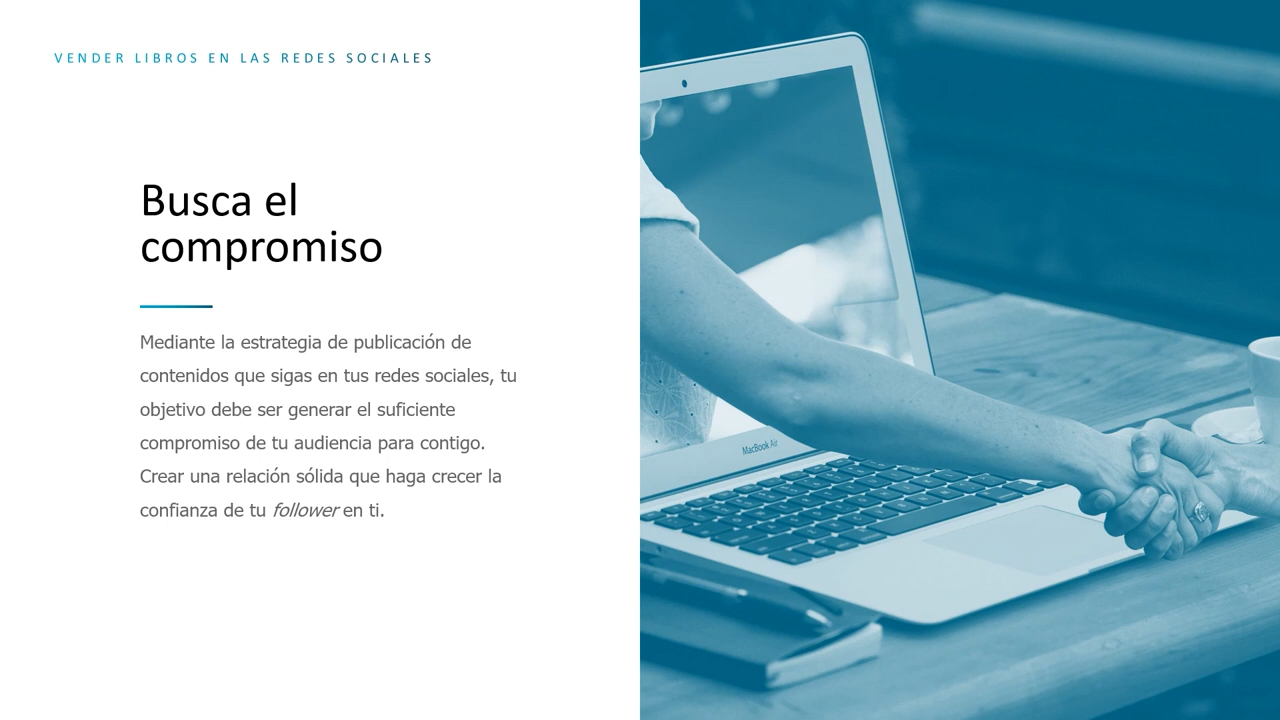 VENDER LIBROS EN LAS REDES SOCIALES
Busca el
compromiso
Mediante la estrategia de publicación de
contenidos que sigas en tus redes sociales, tu
objetivo debe ser generar el suficiente
compromiso de tu audiencia para contigo.
Crear una relación sólida que haga crecer la
confianza de tu follower en ti.
MacBook Air